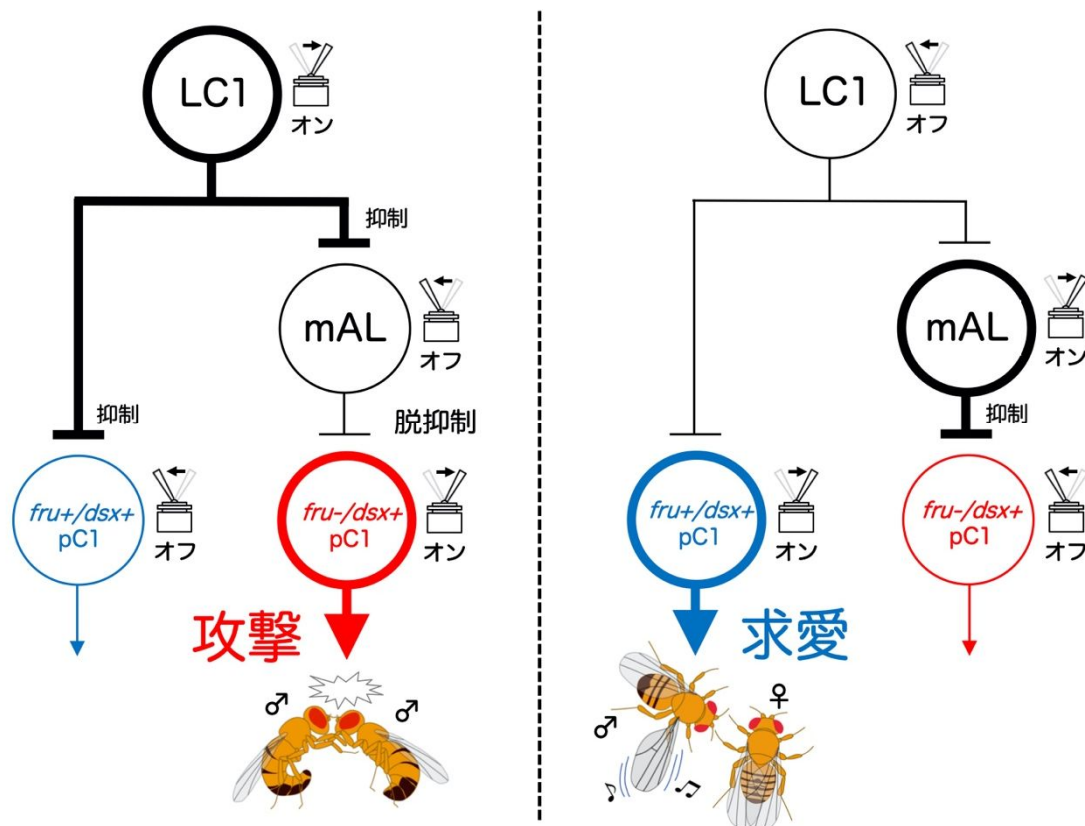 LC1
オン
抑制
mAL
オフ
抑制
脱抑制
fru+/dsx+
pC1
オフ
fru-/dsx+
pC1
オン
攻撃
♂
♂
LC1
オフ
mAL
オン
抑制
fru+/dsx+
pC1
オン
fru-/dsx+
pC1
オフ
求愛
♂
♀
♪
♫